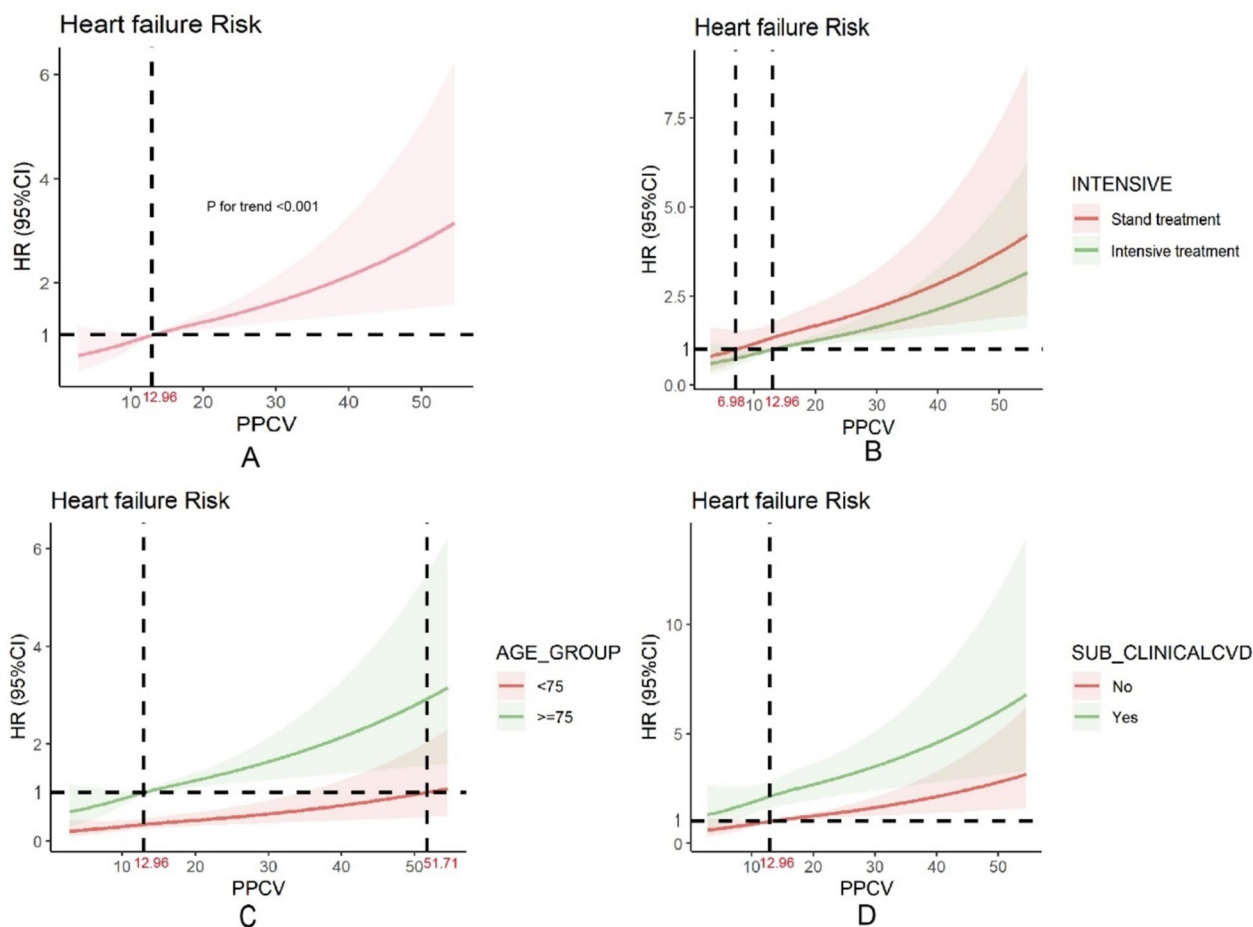 Heart failure Risk
6
4
2
1
HR (95%CI)
P for trend <0.001
10 12.96 20 30 40 50
PPCV
A
Heart failure Risk
7.5
5.0
2.5
1
0.0
HR (95%CI)
6.98 10 12.96 20 30 40 50
PPCV
B
INTENSIVE
Stand treatment
Intensive treatment
Heart failure Risk
6
4
2
1
0
HR (95%CI)
10 12.96 20 30 40 50 51.71
PPCV
C
AGE_GROUP
<75
>=75
Heart failure Risk
10
5
1
0
HR (95%CI)
10 12.96 20 30 40 50
PPCV
D
SUB_CLINICALCVD
No
Yes